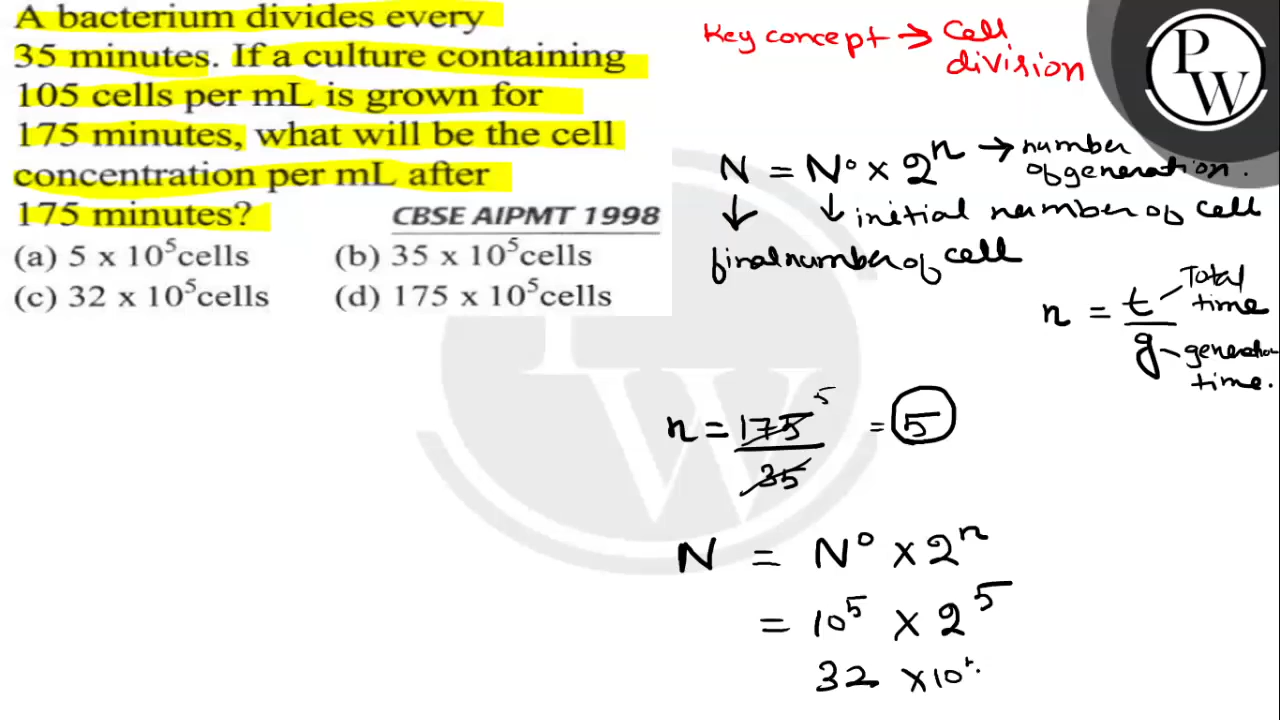 A bacterium divides every
35 minutes. If a culture containing
105 cells per mL is grown for
175 minutes, what will be the cell
concentration per mL after
175 minutes?
CBSE AIPMT 1998
(a) 5 x 10⁵cells (b) 35 x 10⁵cells
(c) 32 x 10⁵cells (d) 175 x 10⁵cells
Key concept → Cell
division
PW
N = N° × 2ⁿ → number
of generation.
↓ ↓ initial number of cell
final number of cell
n = t/g
Total
time
generation
time.
n = 175/35 5 = 5
N = N° × 2ⁿ
= 10⁵ × 2⁵
32 × 10